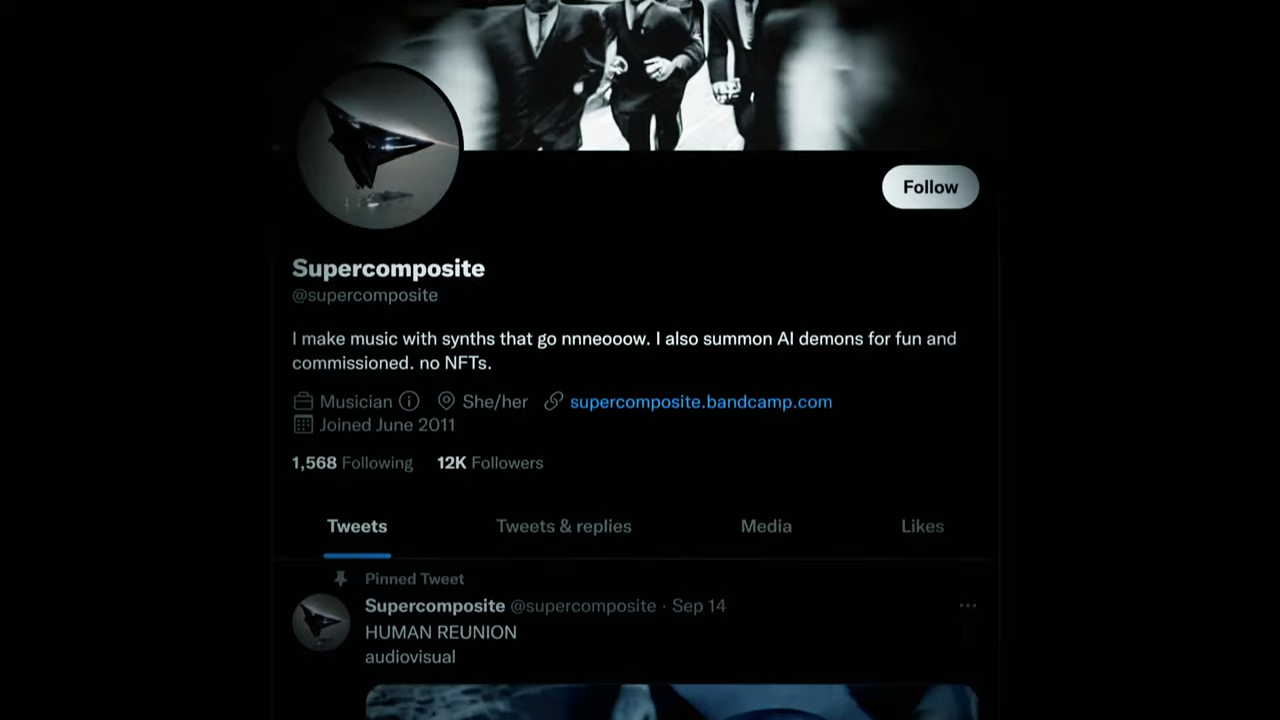 Follow
Supercomposite
@supercomposite
I make music with synths that go nnneooow. I also summon AI demons for fun and
commissioned. no NFTs.
Musician She/her supercomposite.bandcamp.com
Joined June 2011
1,568 Following 12K Followers
Tweets Tweets & replies Media Likes
Pinned Tweet
Supercomposite @supercomposite · Sep 14
HUMAN REUNION
audiovisual